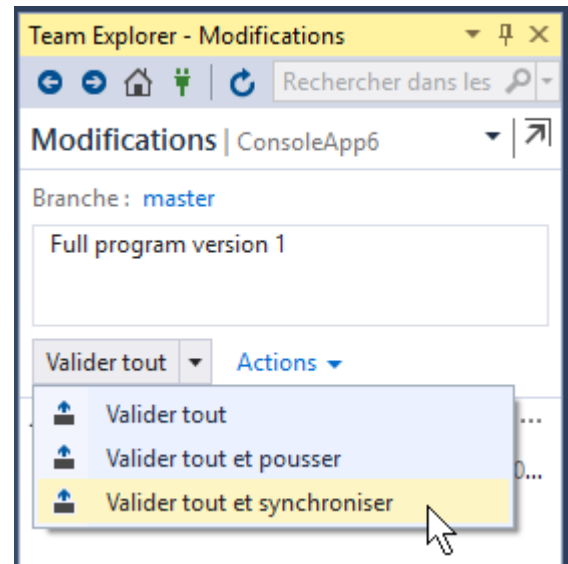 Team Explorer - Modifications
Rechercher dans les
Modifications | ConsoleApp6
Branche : master
Full program version 1
Valider tout Actions
Valider tout
...
Valider tout et pousser
0...
Valider tout et synchroniser